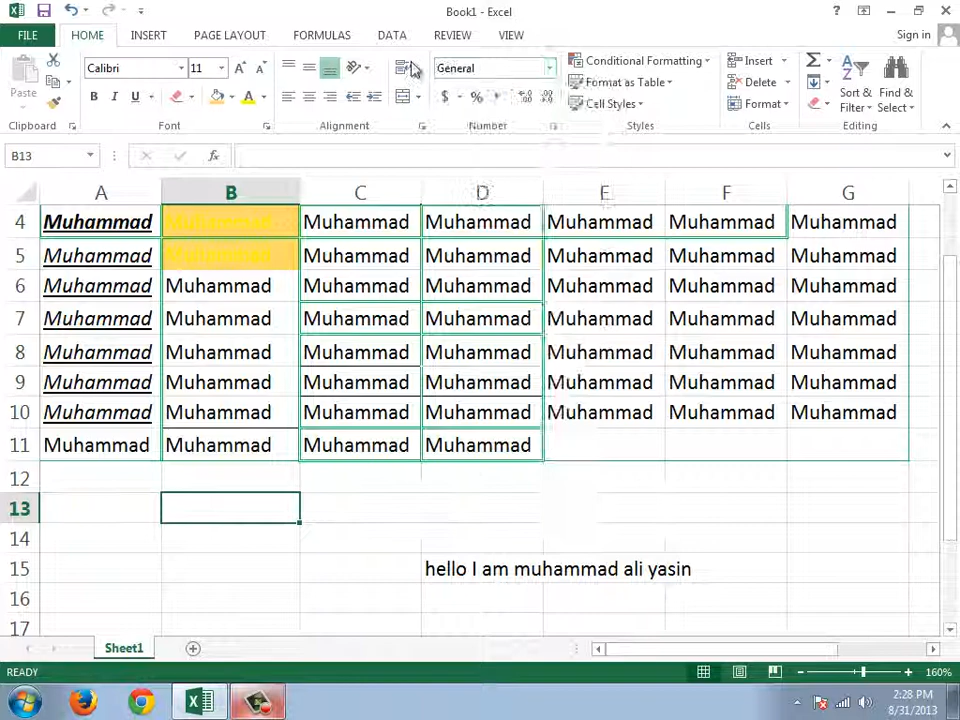 Book1 - Excel
FILE HOME INSERT PAGE LAYOUT FORMULAS DATA REVIEW VIEW Sign in
Paste Calibri 11 General Conditional Formatting Insert
B I U $ % Format as Table Delete Sort & Filter Find & Select
Cell Styles Format
Clipboard Font Alignment Number Styles Cells Editing
B13 fx
A B C D E F G
4 Muhammad Muhammad Muhammad Muhammad Muhammad Muhammad Muhammad
5 Muhammad Muhammad Muhammad Muhammad Muhammad Muhammad Muhammad
6 Muhammad Muhammad Muhammad Muhammad Muhammad Muhammad Muhammad
7 Muhammad Muhammad Muhammad Muhammad Muhammad Muhammad Muhammad
8 Muhammad Muhammad Muhammad Muhammad Muhammad Muhammad Muhammad
9 Muhammad Muhammad Muhammad Muhammad Muhammad Muhammad Muhammad
10 Muhammad Muhammad Muhammad Muhammad Muhammad Muhammad Muhammad
11 Muhammad Muhammad Muhammad Muhammad
12
13
14
15 hello I am muhammad ali yasin
16
17
Sheet1
READY 160%
2:28 PM
8/31/2013